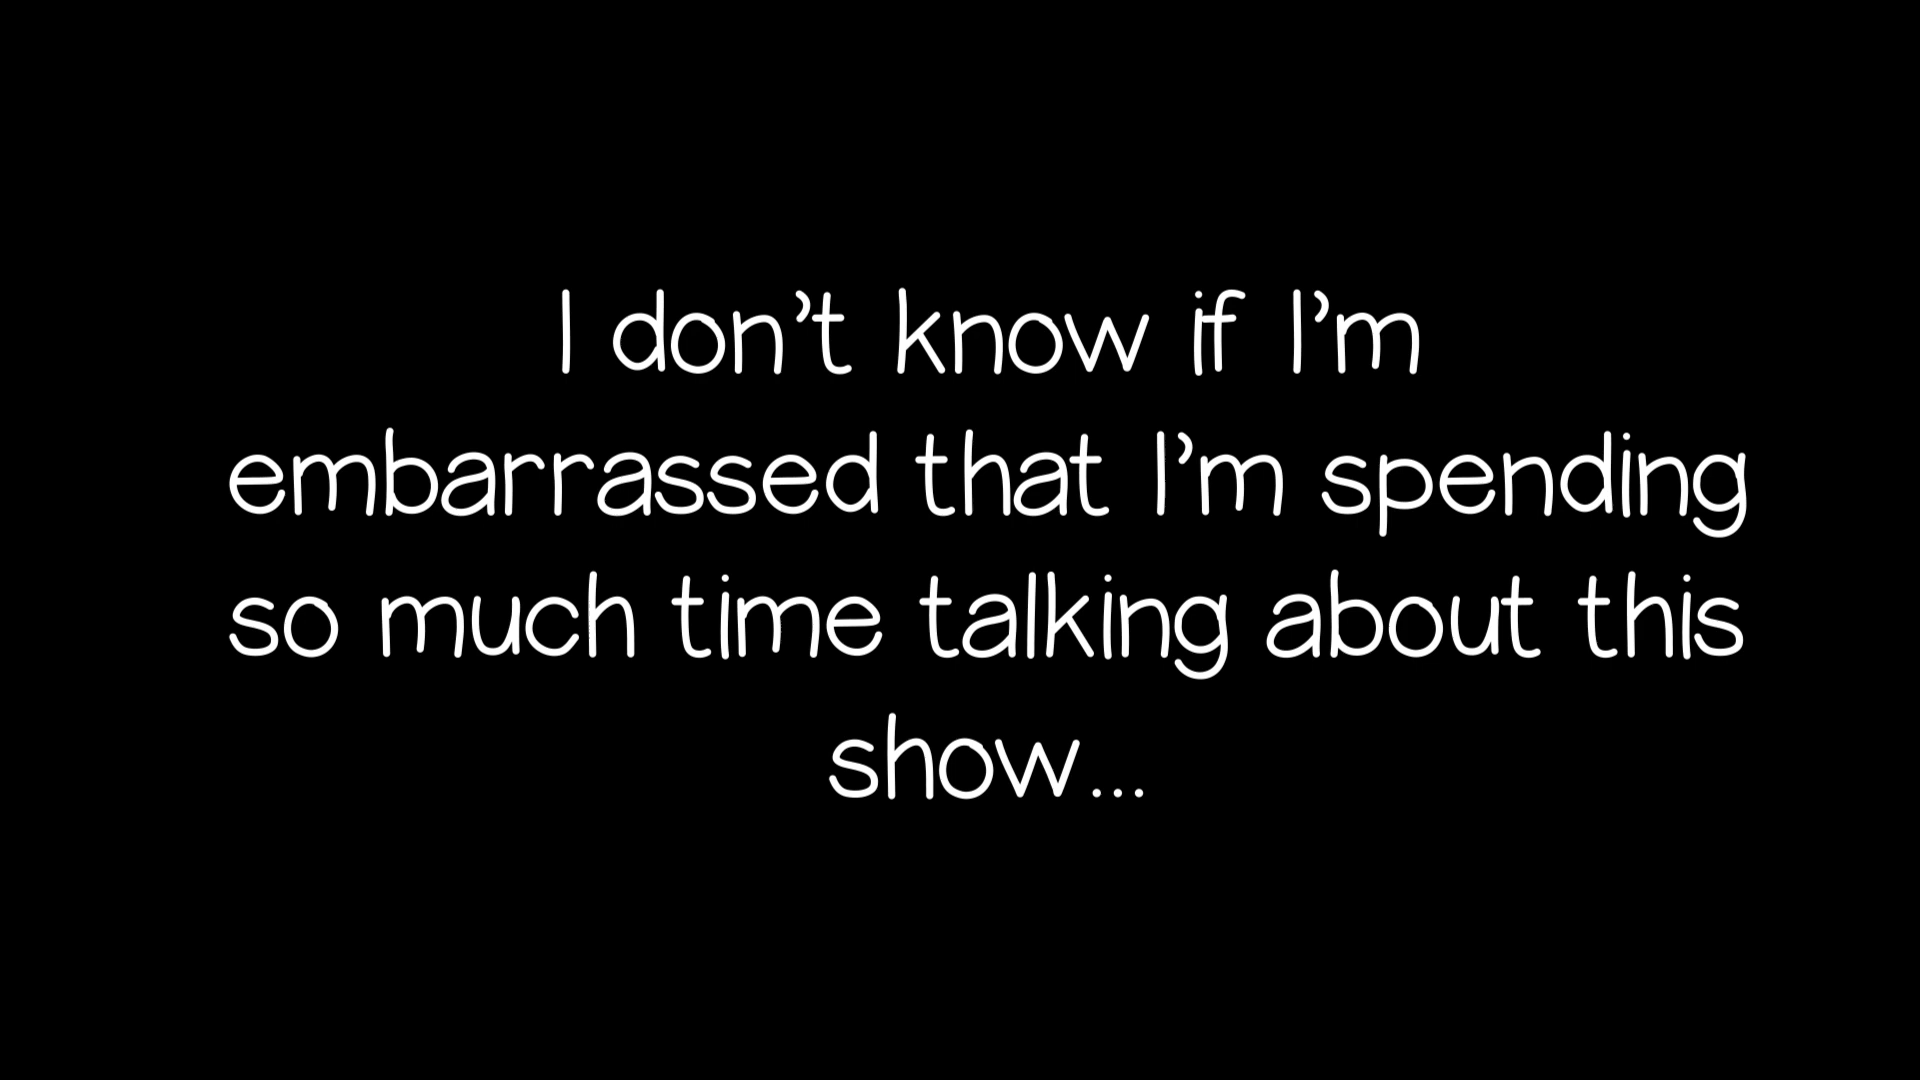 I don’t know if I’m
embarrassed that I’m spending
so much time talking about this
show...